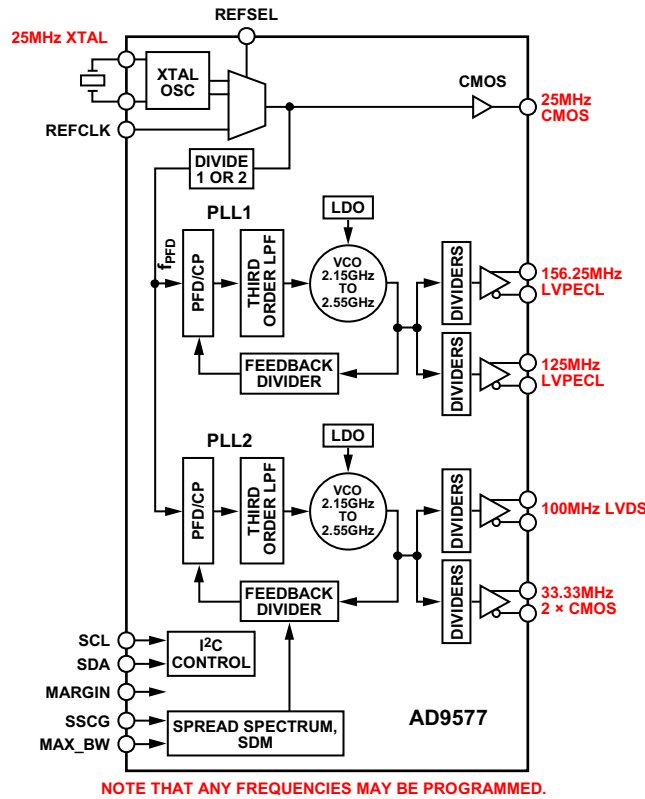 REFSEL
25MHz XTAL
XTAL
OSC
CMOS
25MHz
CMOS
REFCLK
DIVIDE
1 OR 2
PLL1
LDO
fPFD
PFD/CP
THIRD
ORDER LPF
VCO
2.15GHz
TO
2.55GHz
DIVIDERS
156.25MHz
LVPECL
FEEDBACK
DIVIDER
DIVIDERS
125MHz
LVPECL
PLL2
LDO
PFD/CP
THIRD
ORDER LPF
VCO
2.15GHz
TO
2.55GHz
DIVIDERS
100MHz LVDS
FEEDBACK
DIVIDER
DIVIDERS
33.33MHz
2 × CMOS
SCL
SDA
I2C
CONTROL
MARGIN
SSCG
MAX_BW
SPREAD SPECTRUM,
SDM
AD9577
NOTE THAT ANY FREQUENCIES MAY BE PROGRAMMED.